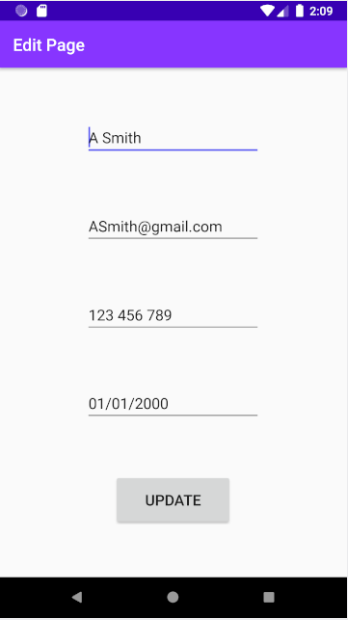 2:09
Edit Page
A Smith
ASmith@gmail.com
123 456 789
01/01/2000
UPDATE